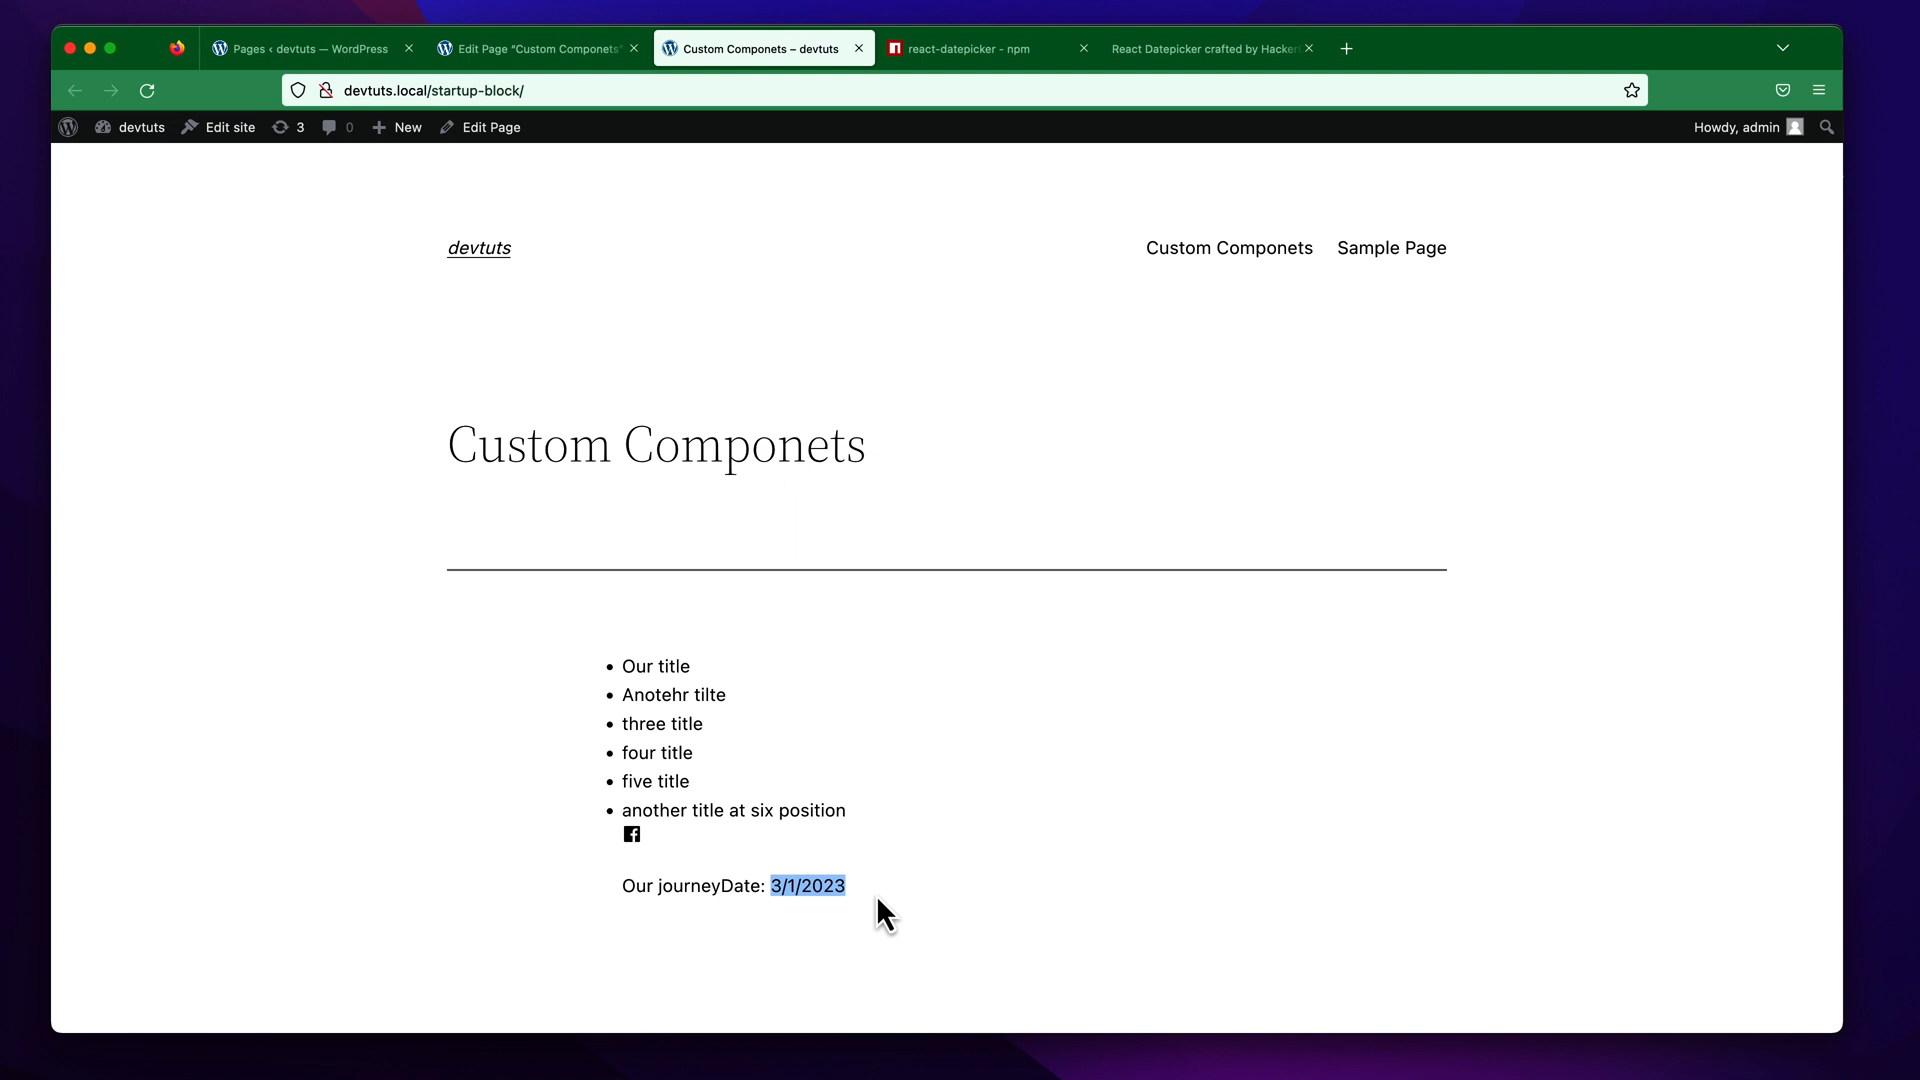 Pages ‹ devtuts — WordPress
Edit Page “Custom Componets”
Custom Componets – devtuts
react-datepicker - npm
React Datepicker crafted by Hacker
devtuts.local/startup-block/
devtuts
Edit site
3
0
New
Edit Page
Howdy, admin
devtuts
Custom Componets
Sample Page
Custom Componets
• Our title
• Anotehr tilte
• three title
• four title
• five title
• another title at six position
Our journeyDate: 3/1/2023